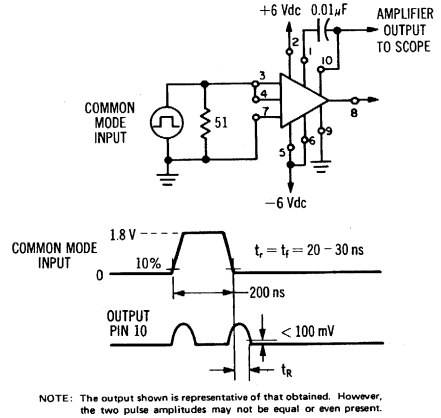 +6 Vdc
0.01μF
AMPLIFIER
OUTPUT
TO SCOPE
2
1
10
3
4
7
8
5
6
9
COMMON
MODE
INPUT
51
−6 Vdc
COMMON MODE
INPUT
1.8 V
10%
0
tr = tf = 20 − 30 ns
200 ns
OUTPUT
PIN 10
< 100 mV
tR
NOTE: The output shown is representative of that obtained. However,
the two pulse amplitudes may not be equal or even present.